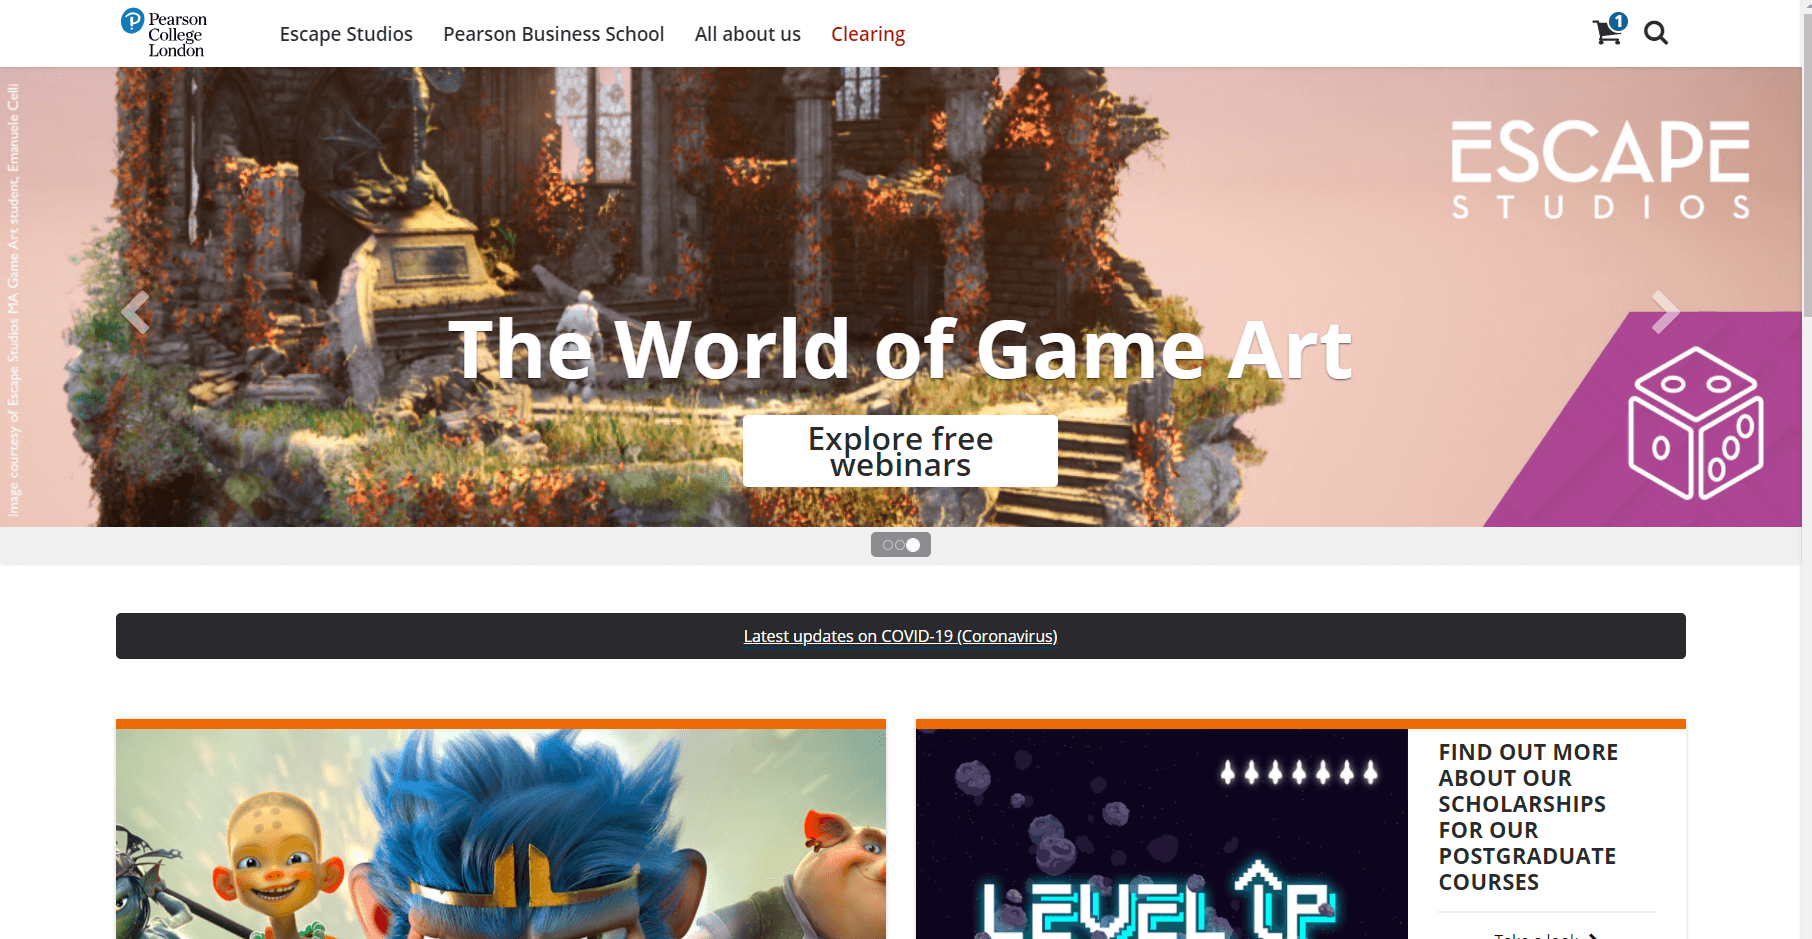 Pearson
College
London
Escape Studios
Pearson Business School
All about us
Clearing
1
Image courtesy of Escape Studios MA Game Art student, Emanuele Celli
ESCAPE
STUDIOS
The World of Game Art
Explore free
webinars
Latest updates on COVID-19 (Coronavirus)
LEVEL UP
FIND OUT MORE
ABOUT OUR
SCHOLARSHIPS
FOR OUR
POSTGRADUATE
COURSES
Take a look